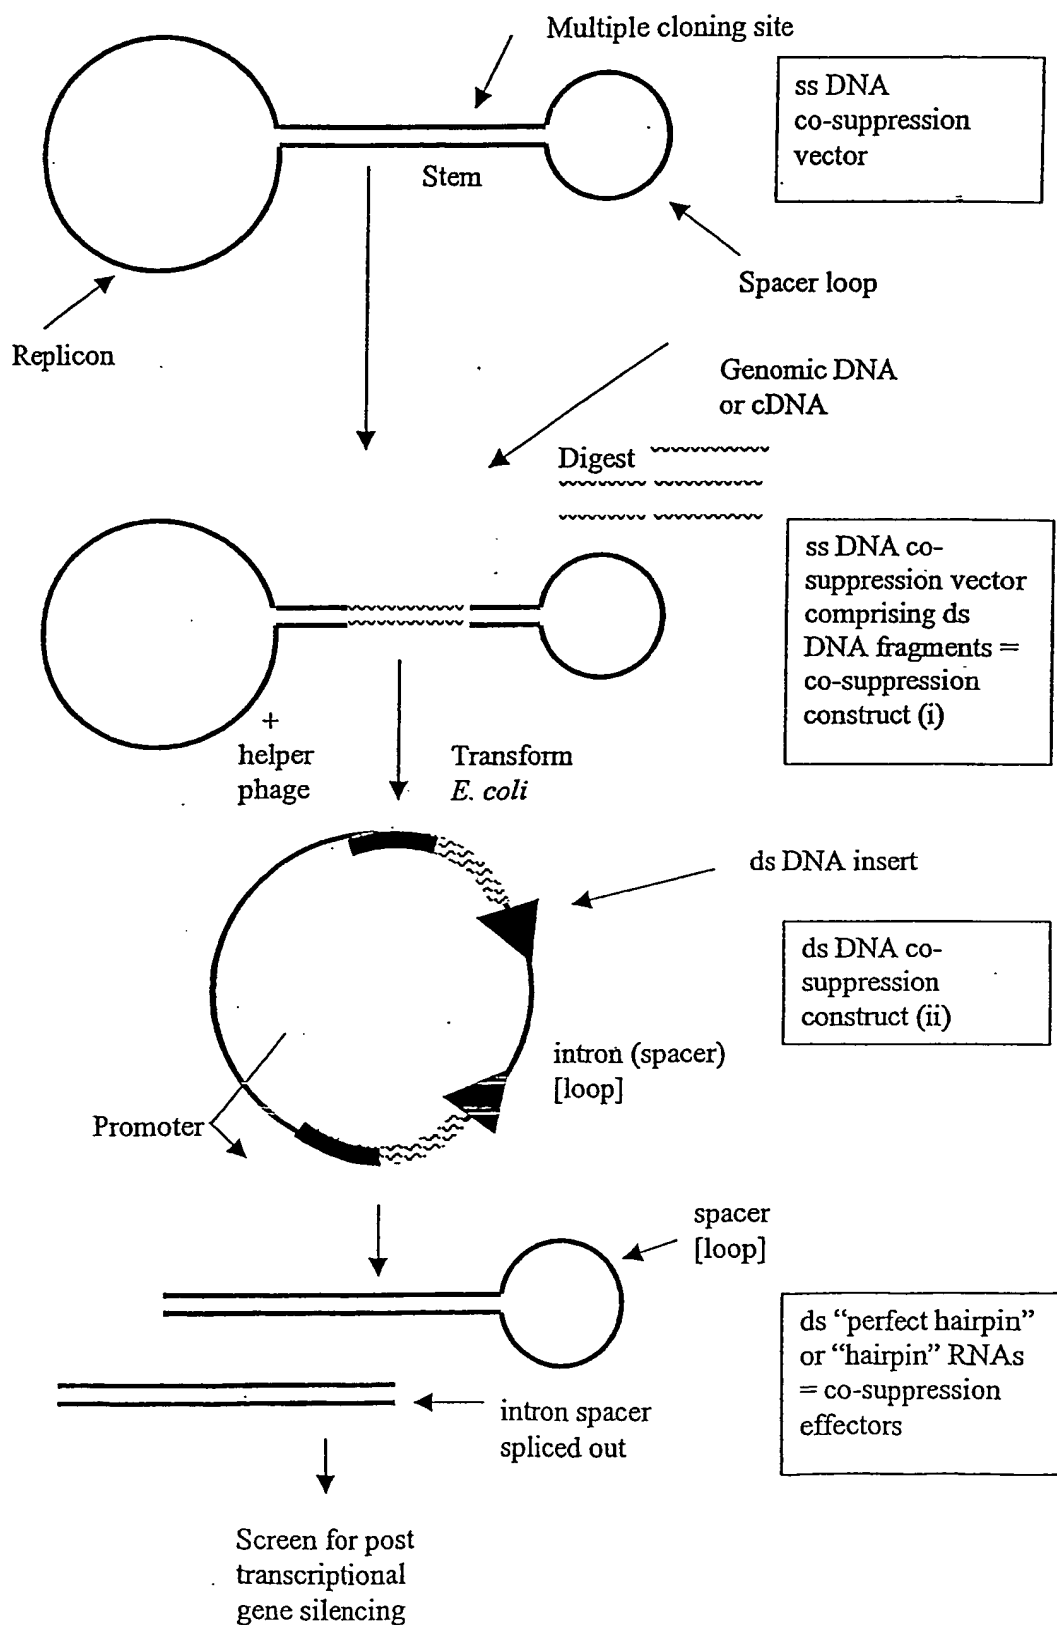 Multiple cloning site
ss DNA
co-suppression
vector
Stem
Spacer loop
Replicon
Genomic DNA
or cDNA
Digest
ss DNA co-
suppression vector
comprising ds
DNA fragments =
co-suppression
construct (i)
+
helper
phage
Transform
E. coli
ds DNA insert
ds DNA co-
suppression
construct (ii)
intron (spacer)
[loop]
Promoter
spacer
[loop]
ds “perfect hairpin”
or “hairpin” RNAs
= co-suppression
effectors
intron spacer
spliced out
Screen for post
transcriptional
gene silencing